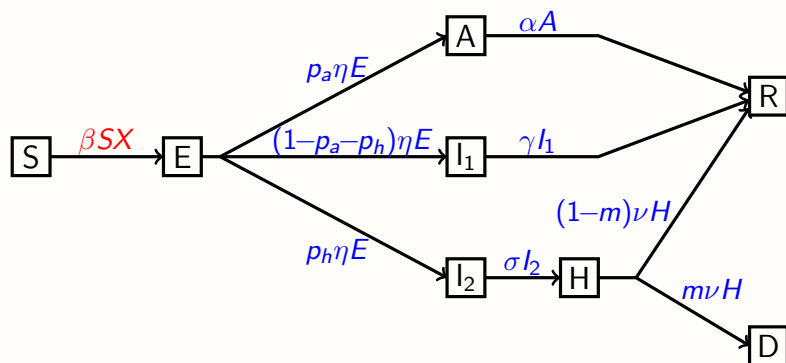 A
αA
R
pₐηE
S
βSX
E
(1−pₐ−pₕ)ηE
I₁
γI₁
(1−m)νH
pₕηE
I₂
σI₂
H
mνH
D